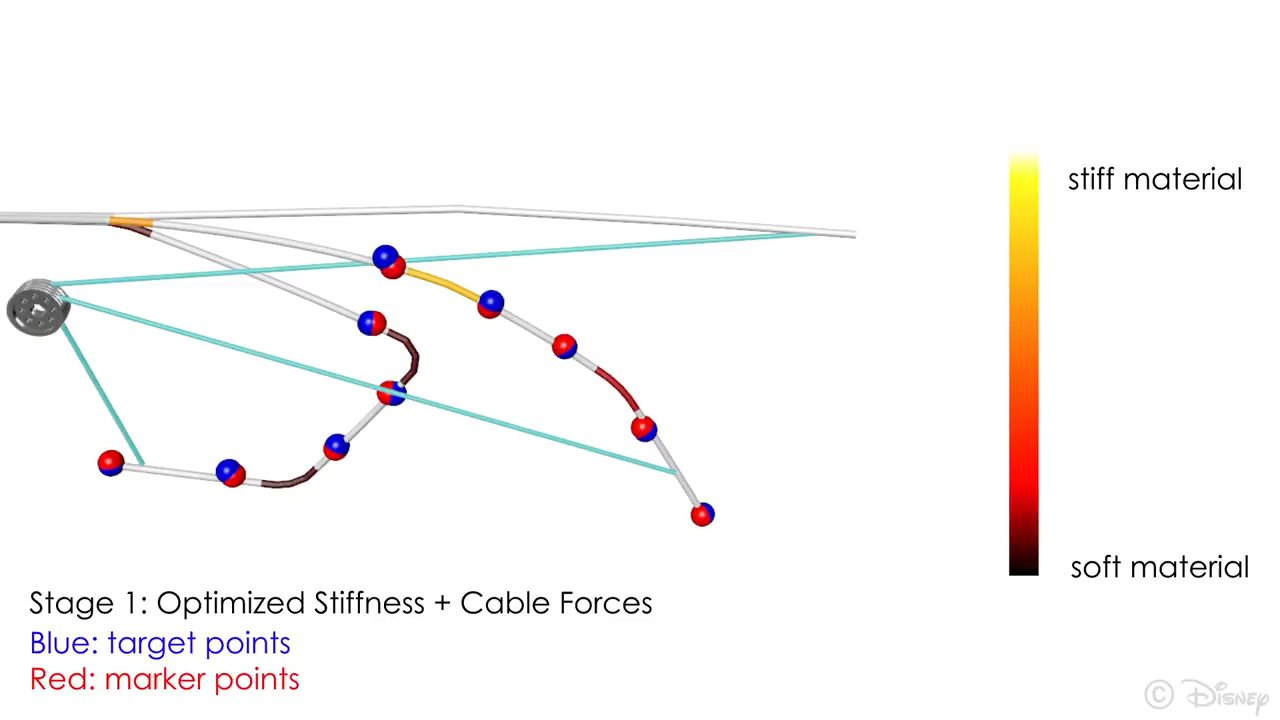 stiff material
soft material
Stage 1: Optimized Stiffness + Cable Forces
Blue: target points
Red: marker points
© Disney